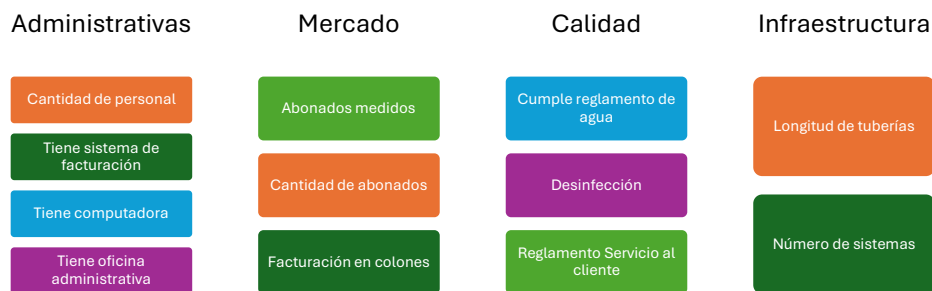 Administrativas
Cantidad de personal
Tiene sistema de
facturación
Tiene computadora
Tiene oficina
administrativa
Mercado
Abonados medidos
Cantidad de abonados
Facturación en colones
Calidad
Cumple reglamento de
agua
Desinfección
Reglamento Servicio al
cliente
Infraestructura
Longitud de tuberías
Número de sistemas